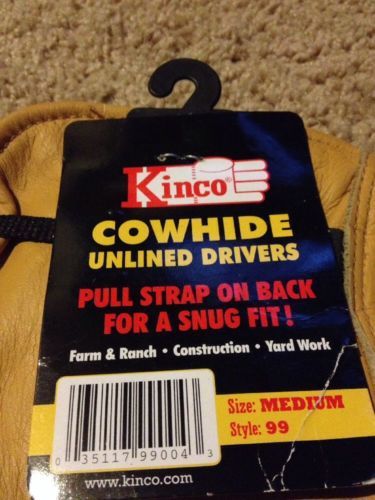 Kinco®
COWHIDE
UNLINED DRIVERS
PULL STRAP ON BACK
FOR A SNUG FIT!
Farm & Ranch • Construction • Yard Work
Size: MEDIUM
Style: 99
0 35117 99004 3
www.kinco.com